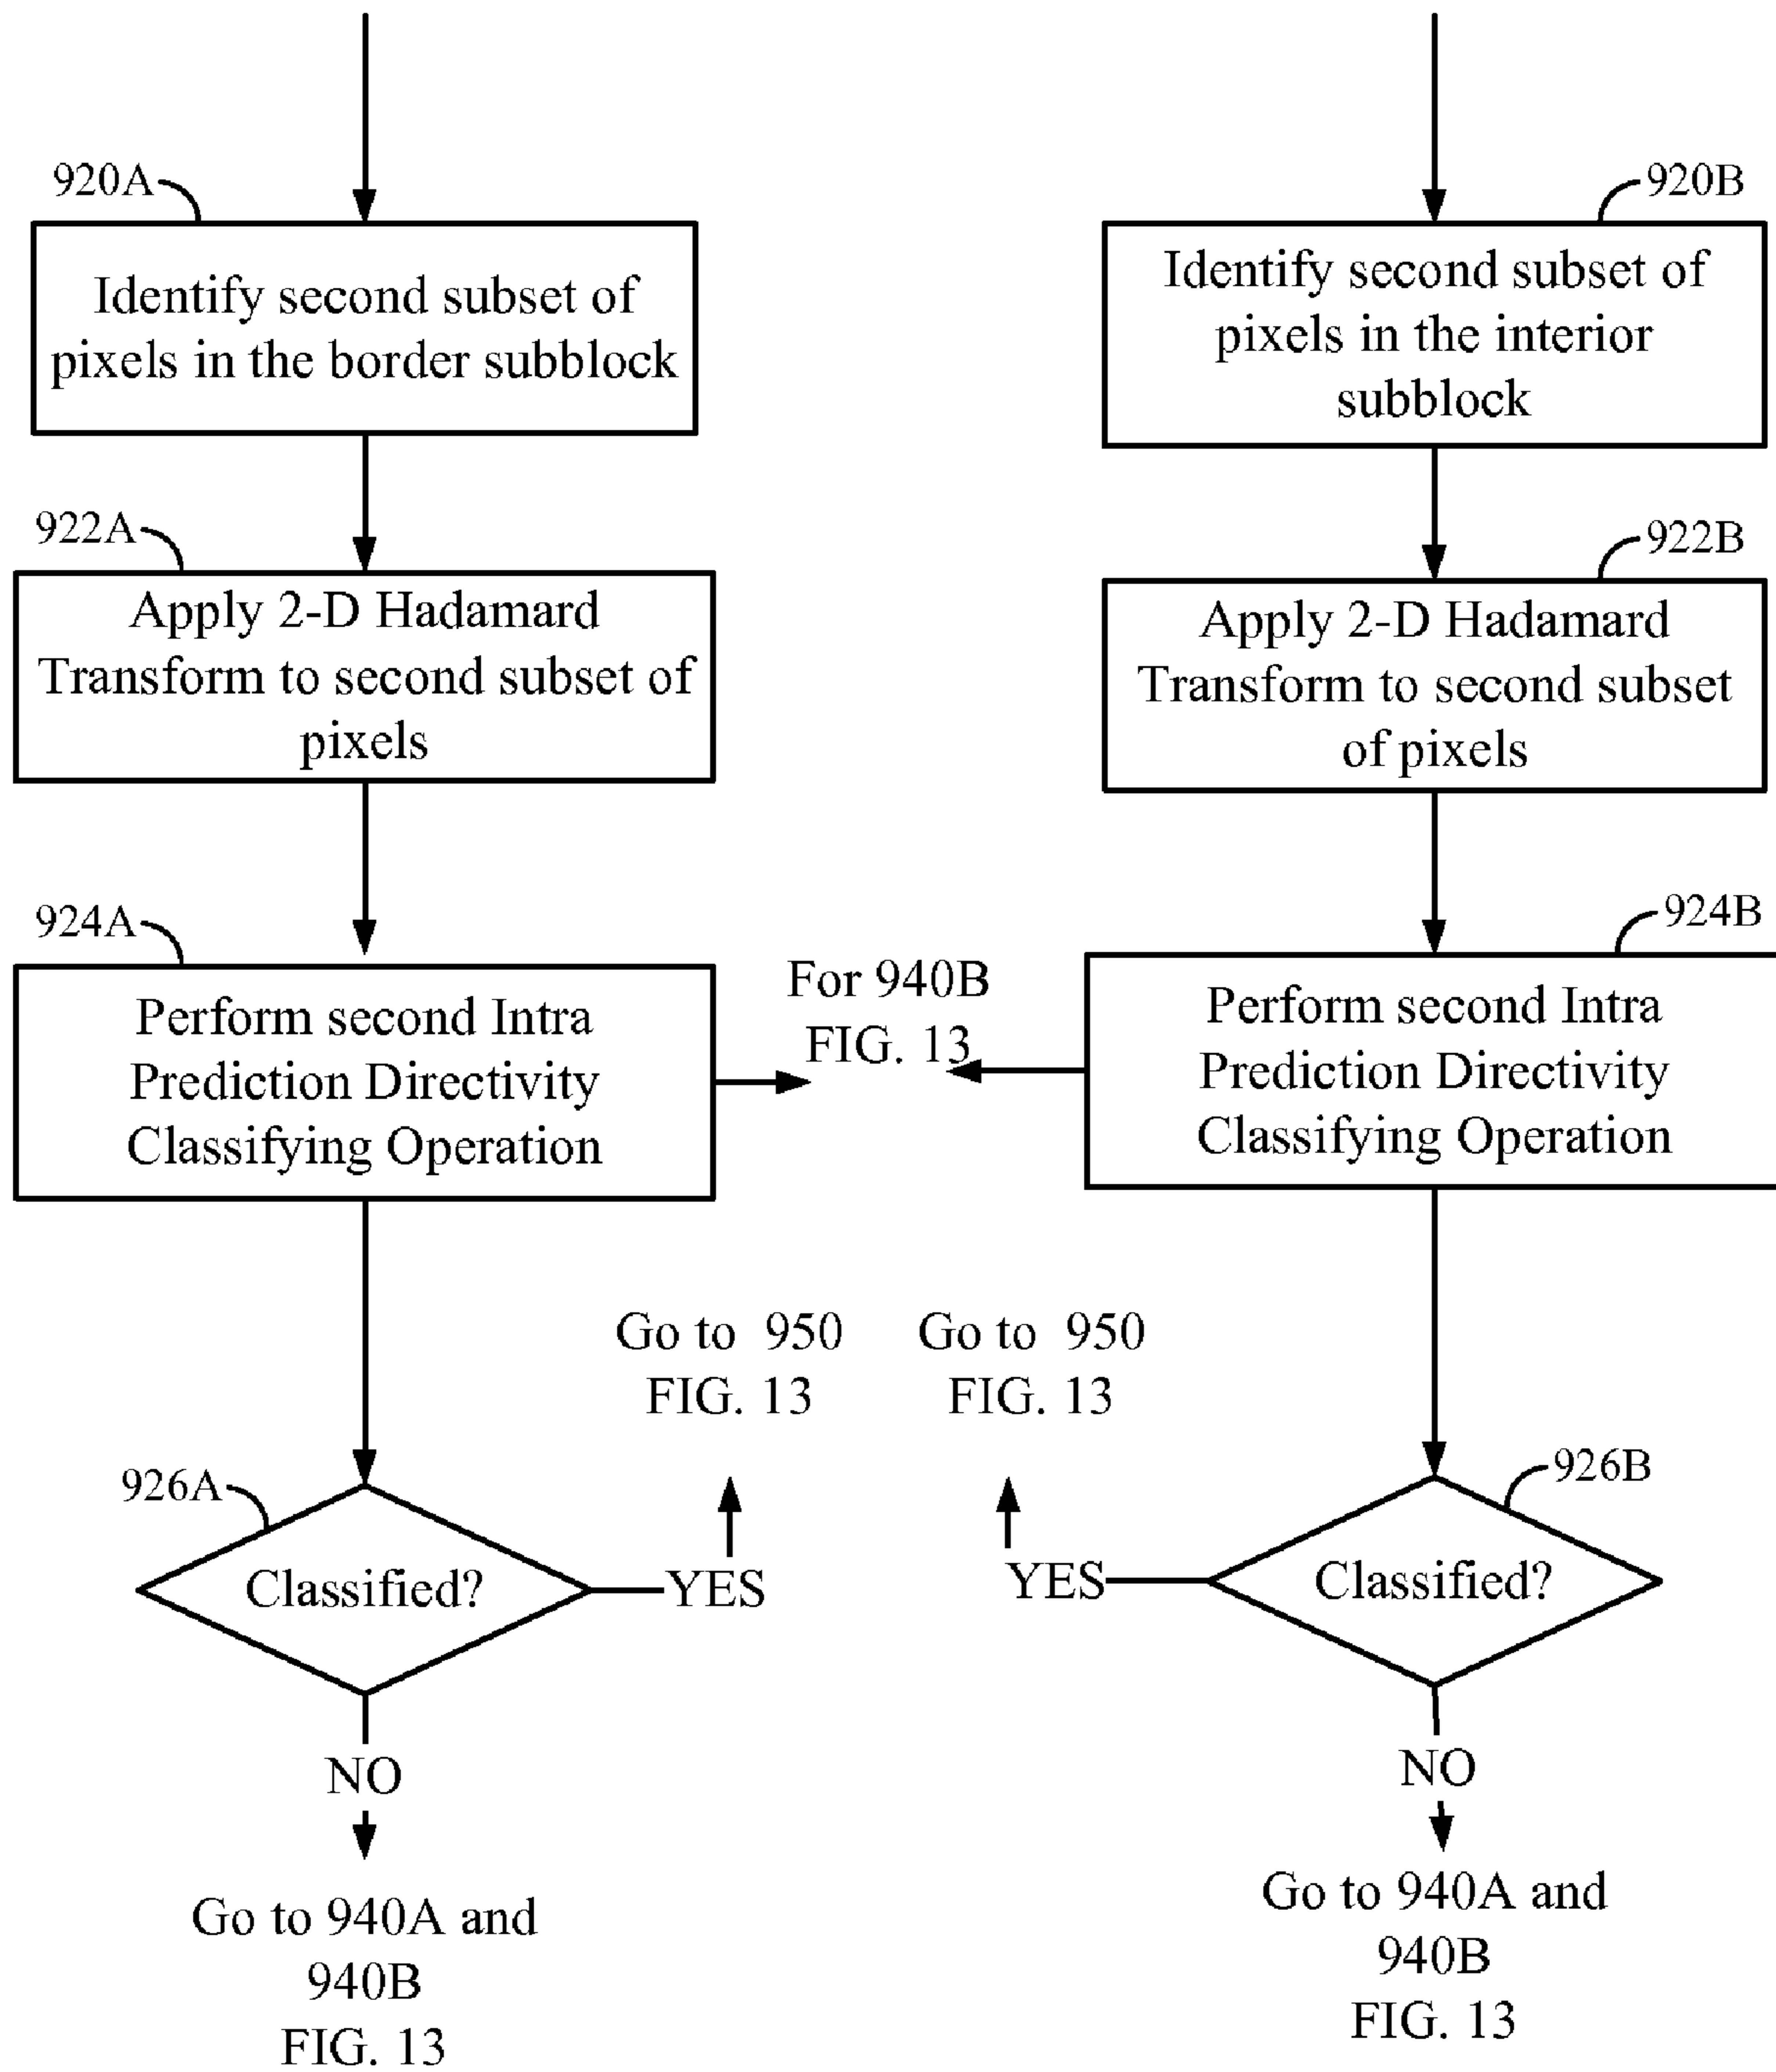 920A
Identify second subset of
pixels in the border subblock
922A
Apply 2-D Hadamard
Transform to second subset of
pixels
924A
Perform second Intra
Prediction Directivity
Classifying Operation
For 940B
FIG. 13
Go to 950
FIG. 13
926A
Classified?
YES
NO
Go to 940A and
940B
FIG. 13
920B
Identify second subset of
pixels in the interior
subblock
922B
Apply 2-D Hadamard
Transform to second subset
of pixels
924B
Perform second Intra
Prediction Directivity
Classifying Operation
Go to 950
FIG. 13
926B
Classified?
YES
NO
Go to 940A and
940B
FIG. 13